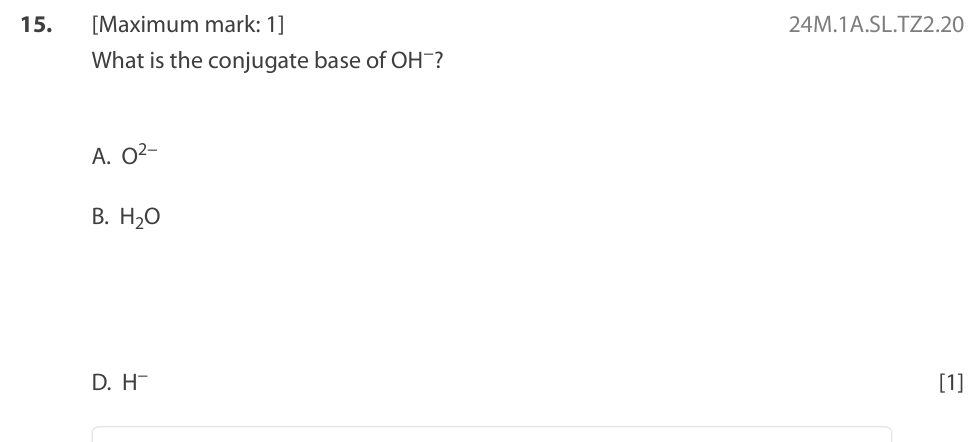 15. [Maximum mark: 1] 24M.1A.SL.TZ2.20
What is the conjugate base of OH⁻?
A. O²⁻
B. H₂O
D. H⁻ [1]